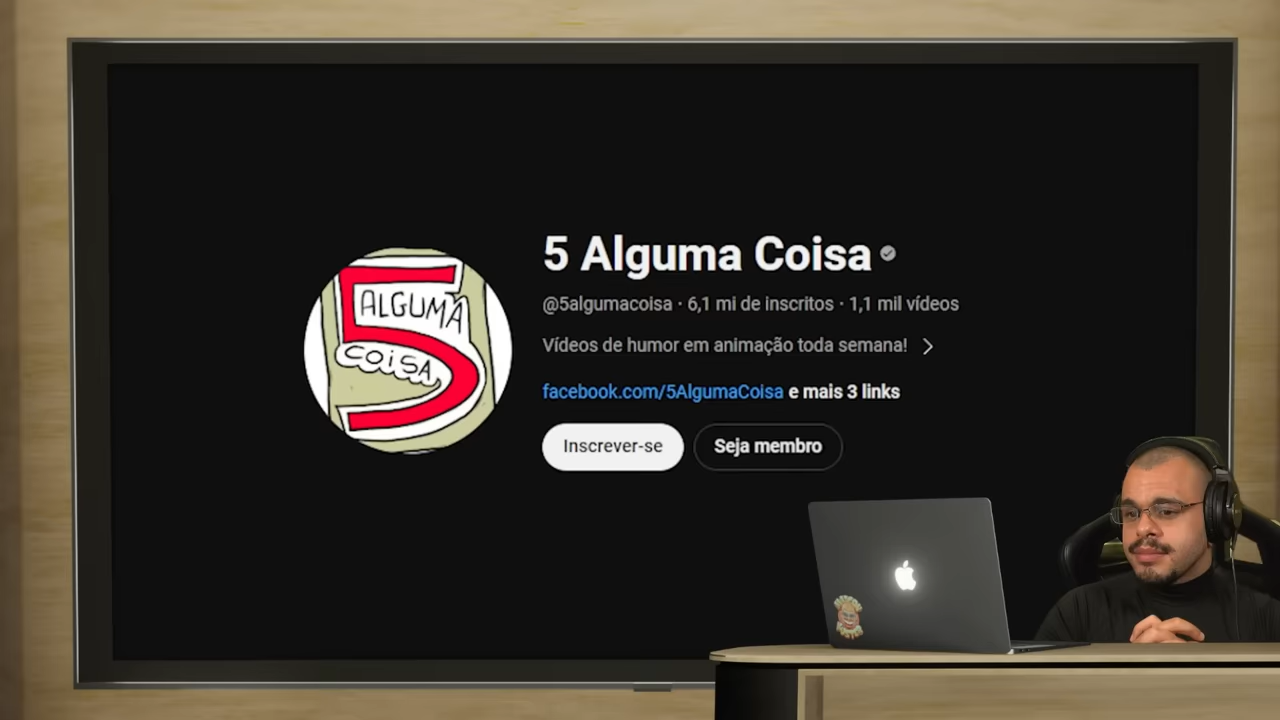 5 Alguma Coisa
@5algumacoisa · 6,1 mi de inscritos · 1,1 mil vídeos
Vídeos de humor em animação toda semana!
facebook.com/5AlgumaCoisa e mais 3 links
Inscrever-se Seja membro
5 ALGUMA
COISA